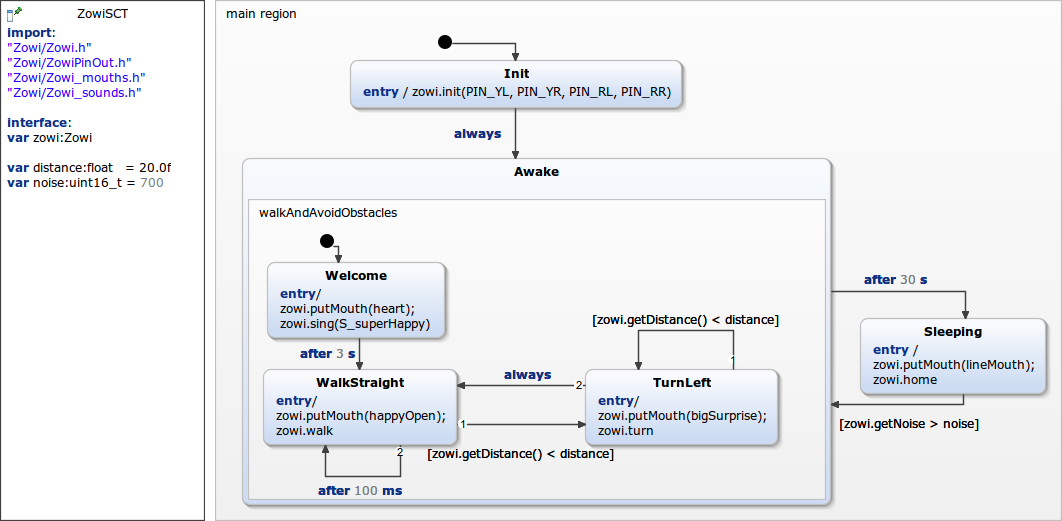 ZowiSCT
import:
"Zowi/Zowi.h"
"Zowi/ZowiPinOut.h"
"Zowi/Zowi_mouths.h"
"Zowi/Zowi_sounds.h"
interface:
var zowi:Zowi
var distance:float = 20.0f
var noise:uint16_t = 700
main region
Init
entry / zowi.init(PIN_YL, PIN_YR, PIN_RL, PIN_RR)
always
Awake
walkAndAvoidObstacles
Welcome
entry/
zowi.putMouth(heart);
zowi.sing(S_superHappy)
after 3 s
WalkStraight
entry/
zowi.putMouth(happyOpen);
zowi.walk
1
2
after 100 ms
[zowi.getDistance() < distance]
always
2
[zowi.getDistance() < distance]
1
TurnLeft
entry/
zowi.putMouth(bigSurprise);
zowi.turn
after 30 s
Sleeping
entry /
zowi.putMouth(lineMouth);
zowi.home
[zowi.getNoise > noise]